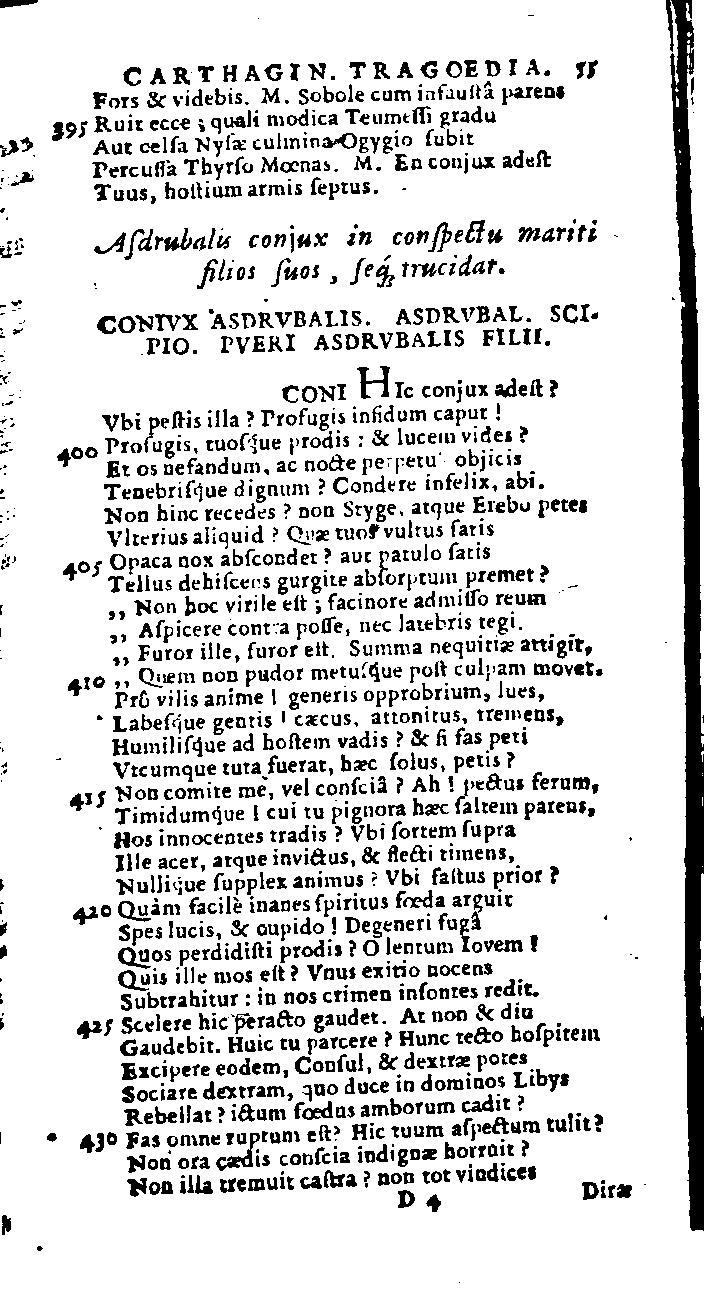 CARTHAGIN. TRAGOEDIA. 55
Fors & videbis. M. Sobole cum infauſtâ parens
395 Ruit ecce ; quali modica Teumeſſi gradu
Aut celſa Nyſæ culmina Ogygio ſubit
Percuſſa Thyrſo Mœnas. M. En conjux adeſt
Tuus, hoſtium armis ſeptus.
Aſdrubalis conjux in conſpectu mariti
filios ſuos , ſeq́; trucidat.
CONIVX ASDRVBALIS. ASDRVBAL. SCI-
PIO. PVERI ASDRVBALIS FILII.
CONI HIc conjux adeſt ?
Vbi peſtis illa ? Profugis infidum caput !
400 Profugis, tuoſque prodis : & lucem vides ?
Et os nefandum, ac nocte perpetu objicis
Tenebriſque dignum ? Condere infelix, abi.
Non hinc recedes ? non Styge, atque Erebo petes
Vlterius aliquid ? Quæ tuos vultus ſatis
405 Opaca nox abſcondet ? aut patulo ſatis
Tellus dehiſcens gurgite abſorptum premet ?
,, Non hoc virile eſt ; facinore admiſſo reum
,, Aſpicere contra poſſe, nec latebris tegi.
,, Furor ille, furor eſt. Summa nequitiæ attigit,
410 ,, Quem non pudor metuſque poſt culpam movet.
Prô vilis anime ! generis opprobrium, lues,
Labeſque gentis ! cæcus, attonitus, tremens,
Humiliſque ad hoſtem vadis ? & ſi fas peti
Vtcumque tuta fuerat, hæc ſolus, petis ?
415 Non comite me, vel conſciâ ? Ah ! pectus ferum,
Timidumque ! cui tu pignora hæc ſaltem parens,
Hos innocentes tradis ? Vbi ſortem ſupra
Ille acer, atque invictus, & flecti timens,
Nullique ſupplex animus ? Vbi faſtus prior ?
420 Quàm facilè inanes ſpiritus fœda arguit
Spes lucis, & cupido ! Degeneri fugâ
Quos perdidiſti prodis ? O lentum Iovem !
Quis ille mos eſt ? Vnus exitio nocens
Subtrahitur : in nos crimen inſontes redit.
425 Scelere hic peracto gaudet. At non & diu
Gaudebit. Huic tu parcere ? Hunc tecto hoſpitem
Excipere eodem, Conſul, & dextræ potes
Sociare dextram, quo duce in dominos Libys
Rebellat ? ictum fœdus amborum cadit ?
430 Fas omne ruptum eſt? Hic tuum aſpectum tulit ?
Non ora cædis conſcia indignæ horruit ?
Non illa tremuit caſtra ? non tot vindices
D 4 Diræ